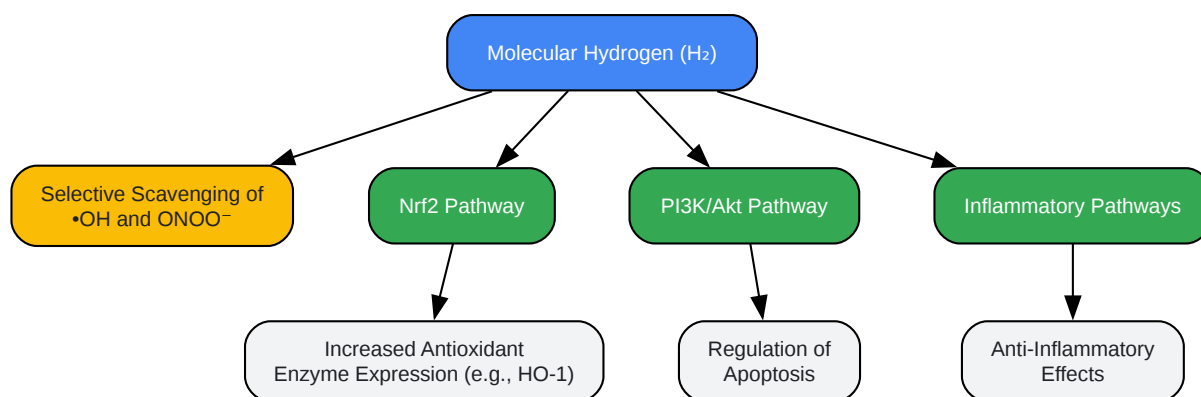 Molecular Hydrogen (H₂)
Selective Scavenging of
•OH and ONOO⁻
Nrf2 Pathway
PI3K/Akt Pathway
Inflammatory Pathways
Increased Antioxidant
Enzyme Expression (e.g., HO-1)
Regulation of
Apoptosis
Anti-Inflammatory
Effects